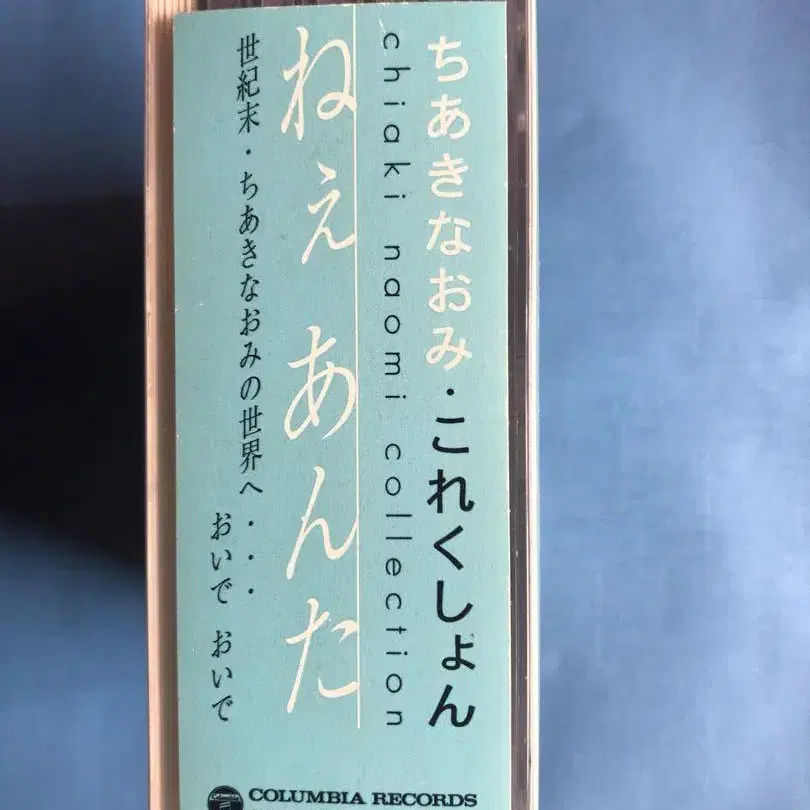 ちあきなおみ・これくしょん
chiaki naomi collection
ねえ あんた
世紀末・ちあきなおみの世界へ・・・
おいで おいで
COLUMBIA RECORDS